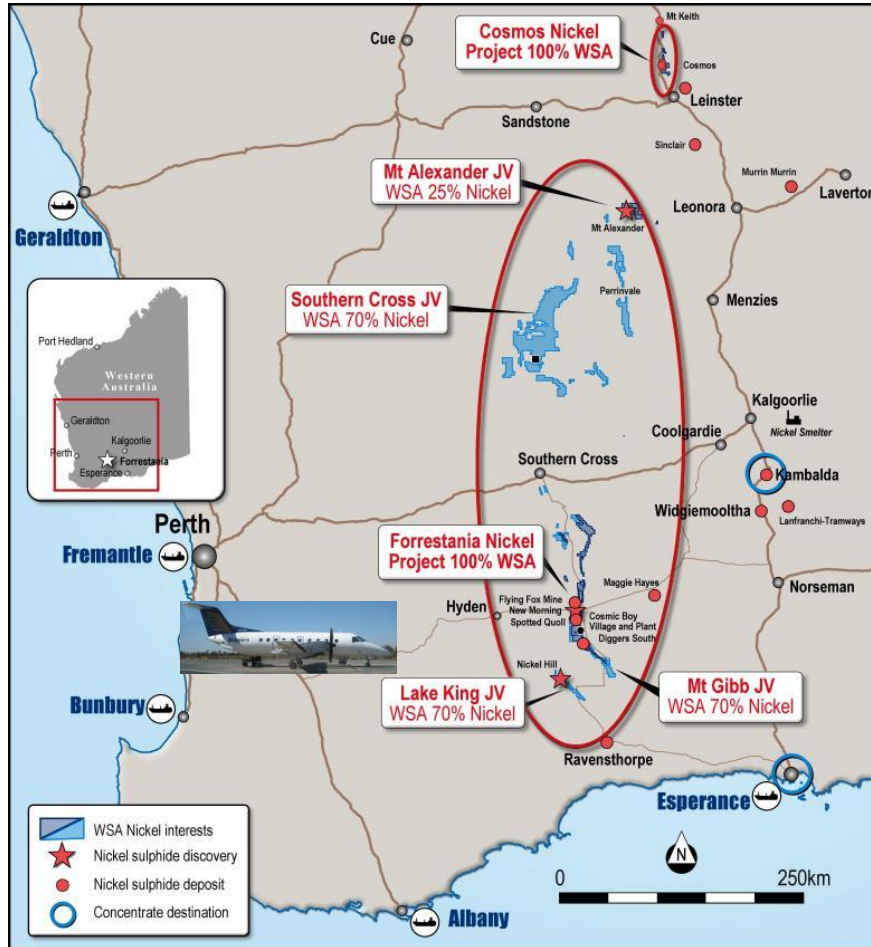 Mt Keith
Cosmos Nickel
Project 100% WSA
Cue
Cosmos
Leinster
Sandstone
Sinclair
Mt Alexander JV
WSA 25% Nickel
Murrin Murrin
Laverton
Leonora
Mt Alexander
Geraldton
Perrinvale
Southern Cross JV
WSA 70% Nickel
Menzies
Port Hedland
Western
Australia
Geraldton
Kalgoorlie
Perth
Forrestania
Esperance
Kalgoorlie
Nickel Smelter
Coolgardie
Southern Cross
Kambalda
Widgiemooltha
Lanfranchi-Tramways
Perth
Fremantle
Forrestania Nickel
Project 100% WSA
Norseman
Maggie Hayes
Flying Fox Mine
New Morning
Spotted Quoll
Hyden
Cosmic Boy
Village and Plant
Diggers South
Nickel Hill
Lake King JV
WSA 70% Nickel
Mt Gibb JV
WSA 70% Nickel
Bunbury
Ravensthorpe
Esperance
WSA Nickel interests
Nickel sulphide discovery
Nickel sulphide deposit
Concentrate destination
N
0
250km
Albany